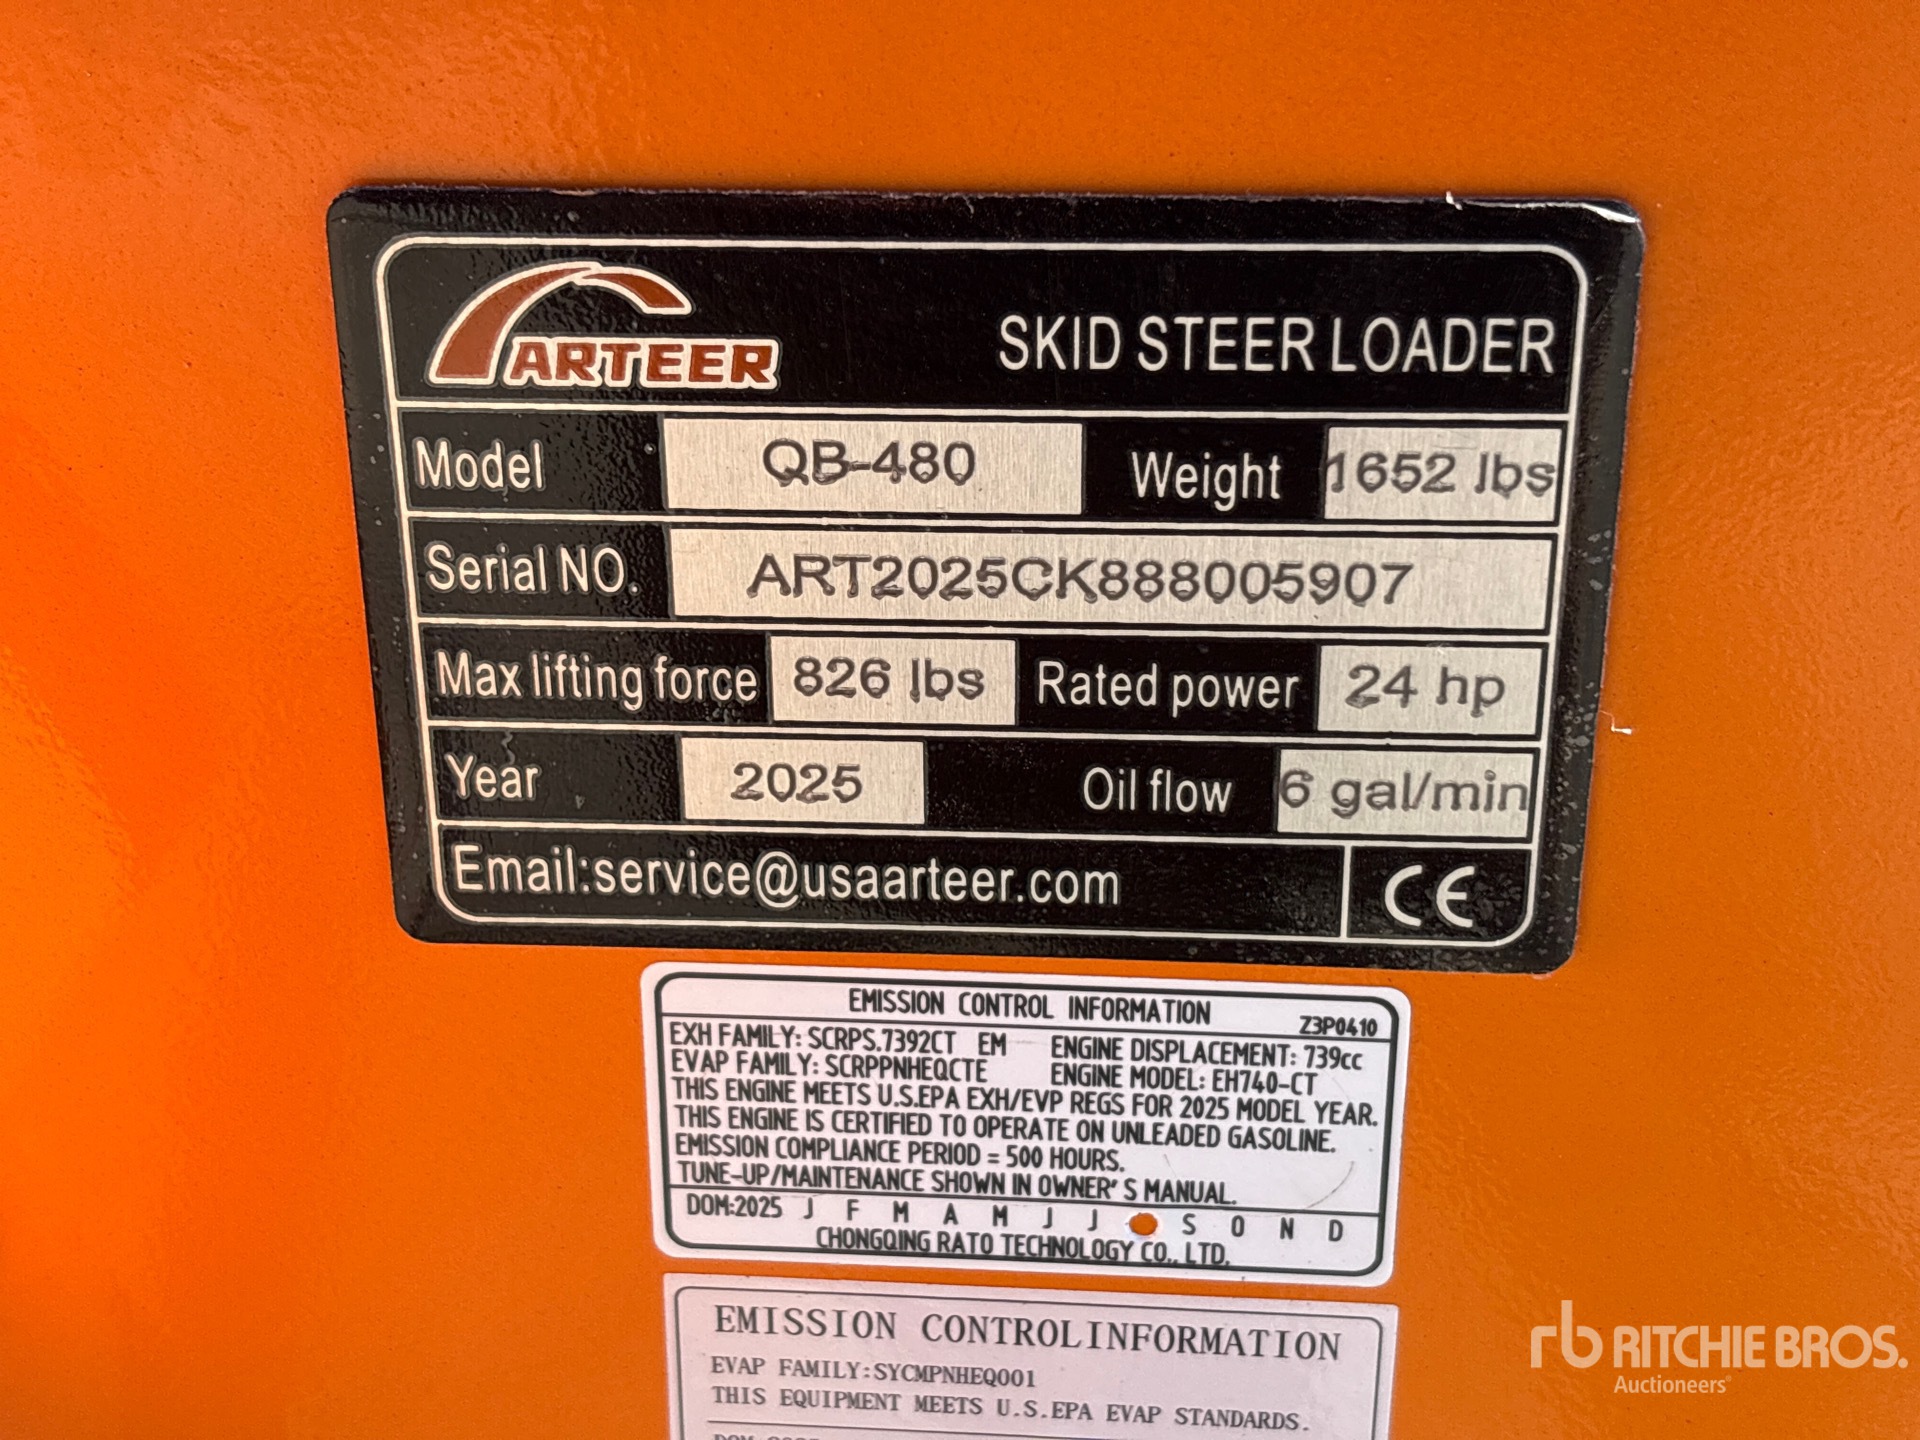 ARTEER
SKID STEER LOADER
Model QB-480 Weight 1652 lbs
Serial NO. ART2025CK888005907
Max lifting force 826 lbs Rated power 24 hp
Year 2025 Oil flow 6 gal/min
Email:service@usaarteer.com CE
EMISSION CONTROL INFORMATION Z3P0410
EXH FAMILY: SCRPS.7392CT EM ENGINE DISPLACEMENT: 739cc
EVAP FAMILY: SCRPPNHEQCTE ENGINE MODEL: EH740-CT
THIS ENGINE MEETS U.S.EPA EXH/EVP REGS FOR 2025 MODEL YEAR.
THIS ENGINE IS CERTIFIED TO OPERATE ON UNLEADED GASOLINE.
EMISSION COMPLIANCE PERIOD = 500 HOURS.
TUNE-UP/MAINTENANCE SHOWN IN OWNER'S MANUAL.
DOM:2025 J F M A M J J S O N D
CHONGQING RATO TECHNOLOGY CO., LTD.
EMISSION CONTROLINFORMATION
EVAP FAMILY:SYCMPNHEQ001
THIS EQUIPMENT MEETS U.S.EPA EVAP STANDARDS.
rb RITCHIE BROS.
Auctioneers